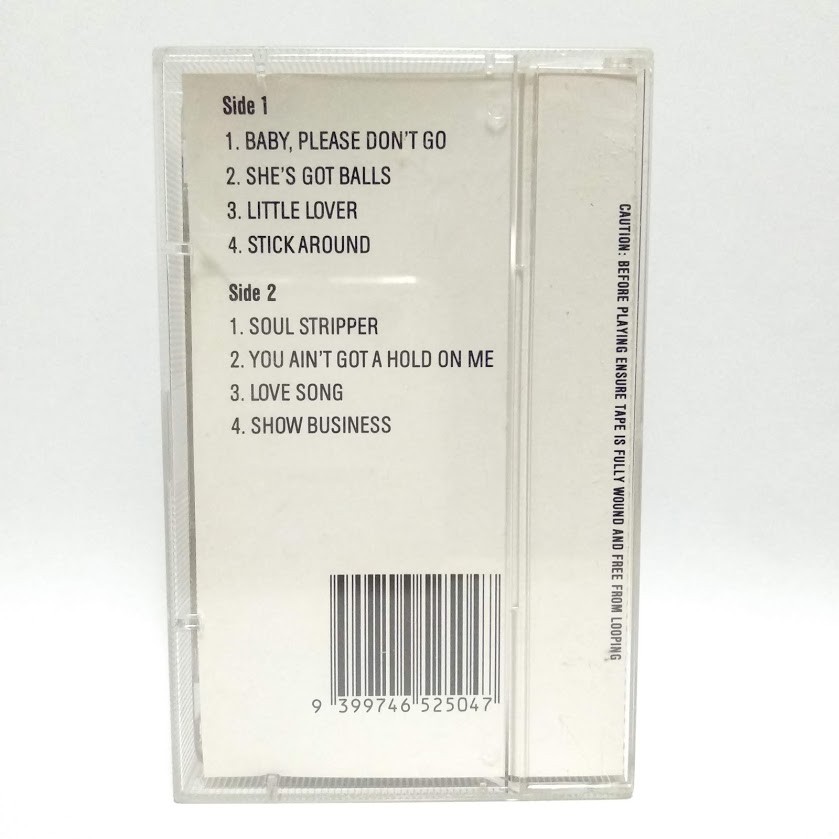 Side 1
1. BABY, PLEASE DON'T GO
2. SHE'S GOT BALLS
3. LITTLE LOVER
4. STICK AROUND
Side 2
1. SOUL STRIPPER
2. YOU AIN'T GOT A HOLD ON ME
3. LOVE SONG
4. SHOW BUSINESS
9 399746 525047
CAUTION: BEFORE PLAYING ENSURE TAPE IS FULLY WOUND AND FREE FROM LOOPING